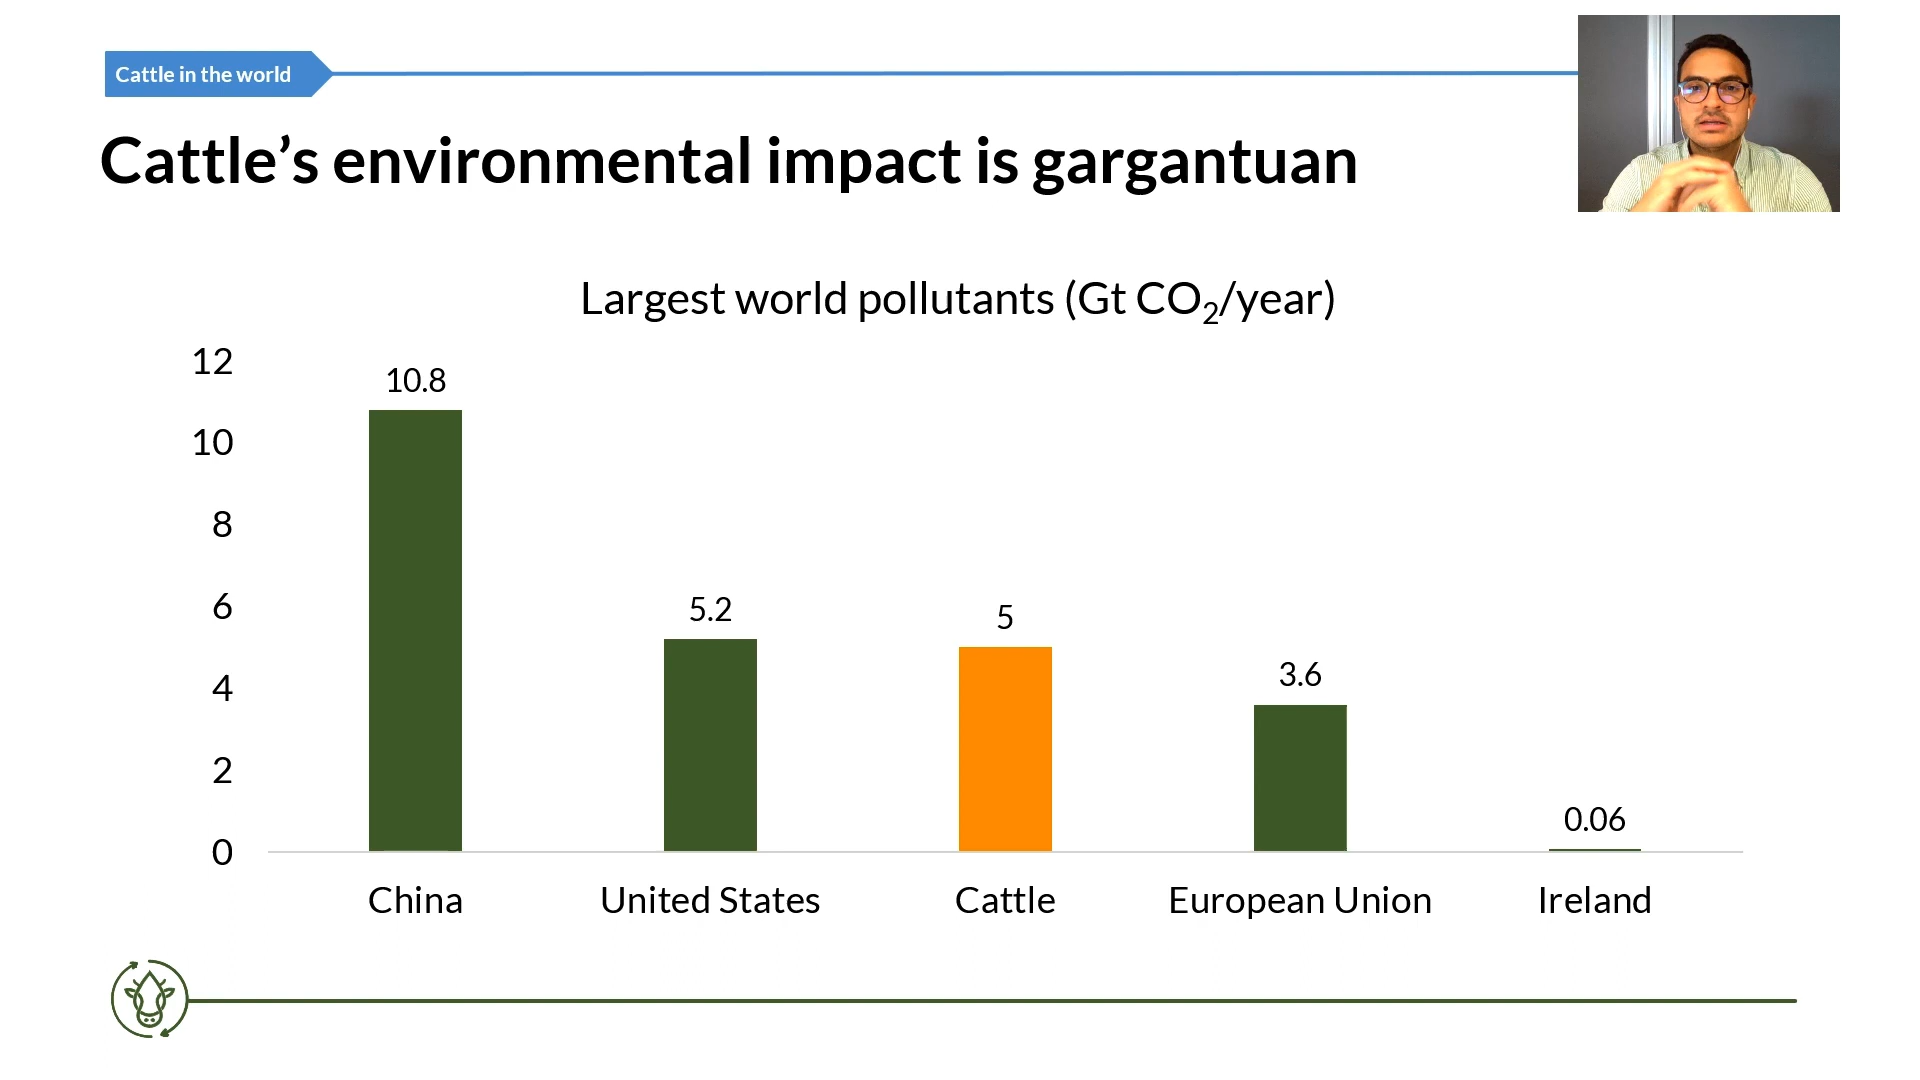 Cattle in the world
Cattle’s environmental impact is gargantuan
Largest world pollutants (Gt CO₂/year)
12
10
8
6
4
2
0
10.8
5.2
5
3.6
0.06
China
United States
Cattle
European Union
Ireland